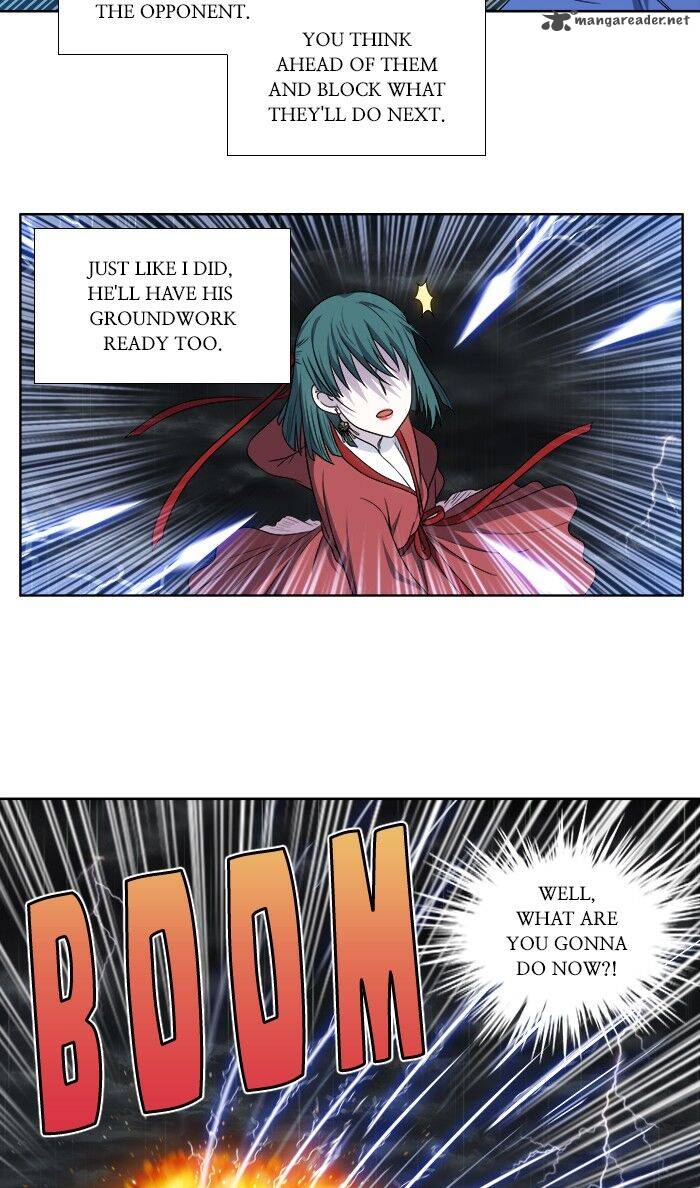 mangareader.net
THE OPPONENT.
YOU THINK
AHEAD OF THEM
AND BLOCK WHAT
THEY'LL DO NEXT.
JUST LIKE I DID,
HE'LL HAVE HIS
GROUNDWORK
READY TOO.
BOOM
WELL,
WHAT ARE
YOU GONNA
DO NOW?!